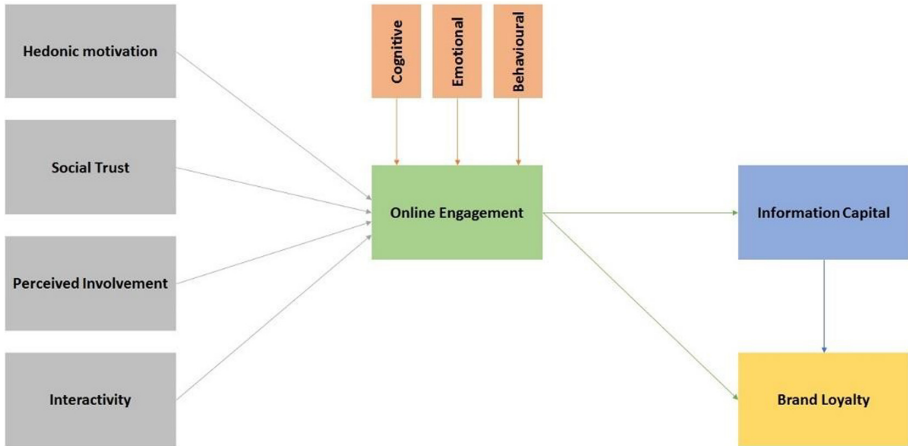 Hedonic motivation
Social Trust
Perceived Involvement
Interactivity
Cognitive
Emotional
Behavioural
Online Engagement
Information Capital
Brand Loyalty